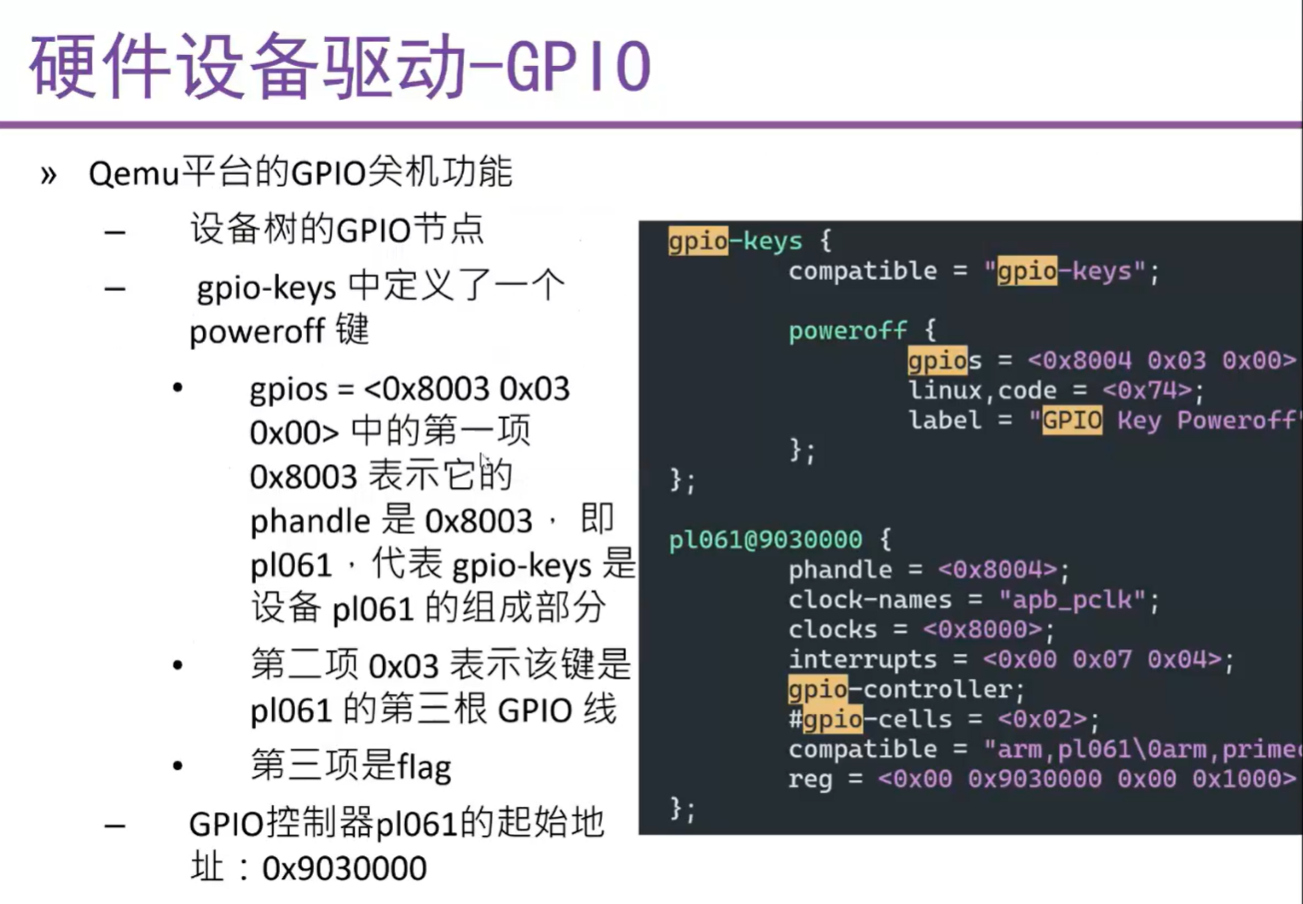 硬件设备驱动-GPIO
» Qemu平台的GPIO关机功能
– 设备树的GPIO节点
– gpio-keys 中定义了一个
poweroff 键
• gpios = <0x8003 0x03
0x00> 中的第一项
0x8003 表示它的
phandle 是 0x8003， 即
pl061，代表 gpio-keys 是
设备 pl061 的组成部分
• 第二项 0x03 表示该键是
pl061 的第三根 GPIO 线
• 第三项是flag
– GPIO控制器pl061的起始地
址：0x9030000
gpio-keys {
compatible = "gpio-keys";
poweroff {
gpios = <0x8004 0x03 0x00>
linux,code = <0x74>;
label = "GPIO Key Poweroff"
};
};
pl061@9030000 {
phandle = <0x8004>;
clock-names = "apb_pclk";
clocks = <0x8000>;
interrupts = <0x00 0x07 0x04>;
gpio-controller;
#gpio-cells = <0x02>;
compatible = "arm,pl061\0arm,primec
reg = <0x00 0x9030000 0x00 0x1000>
};